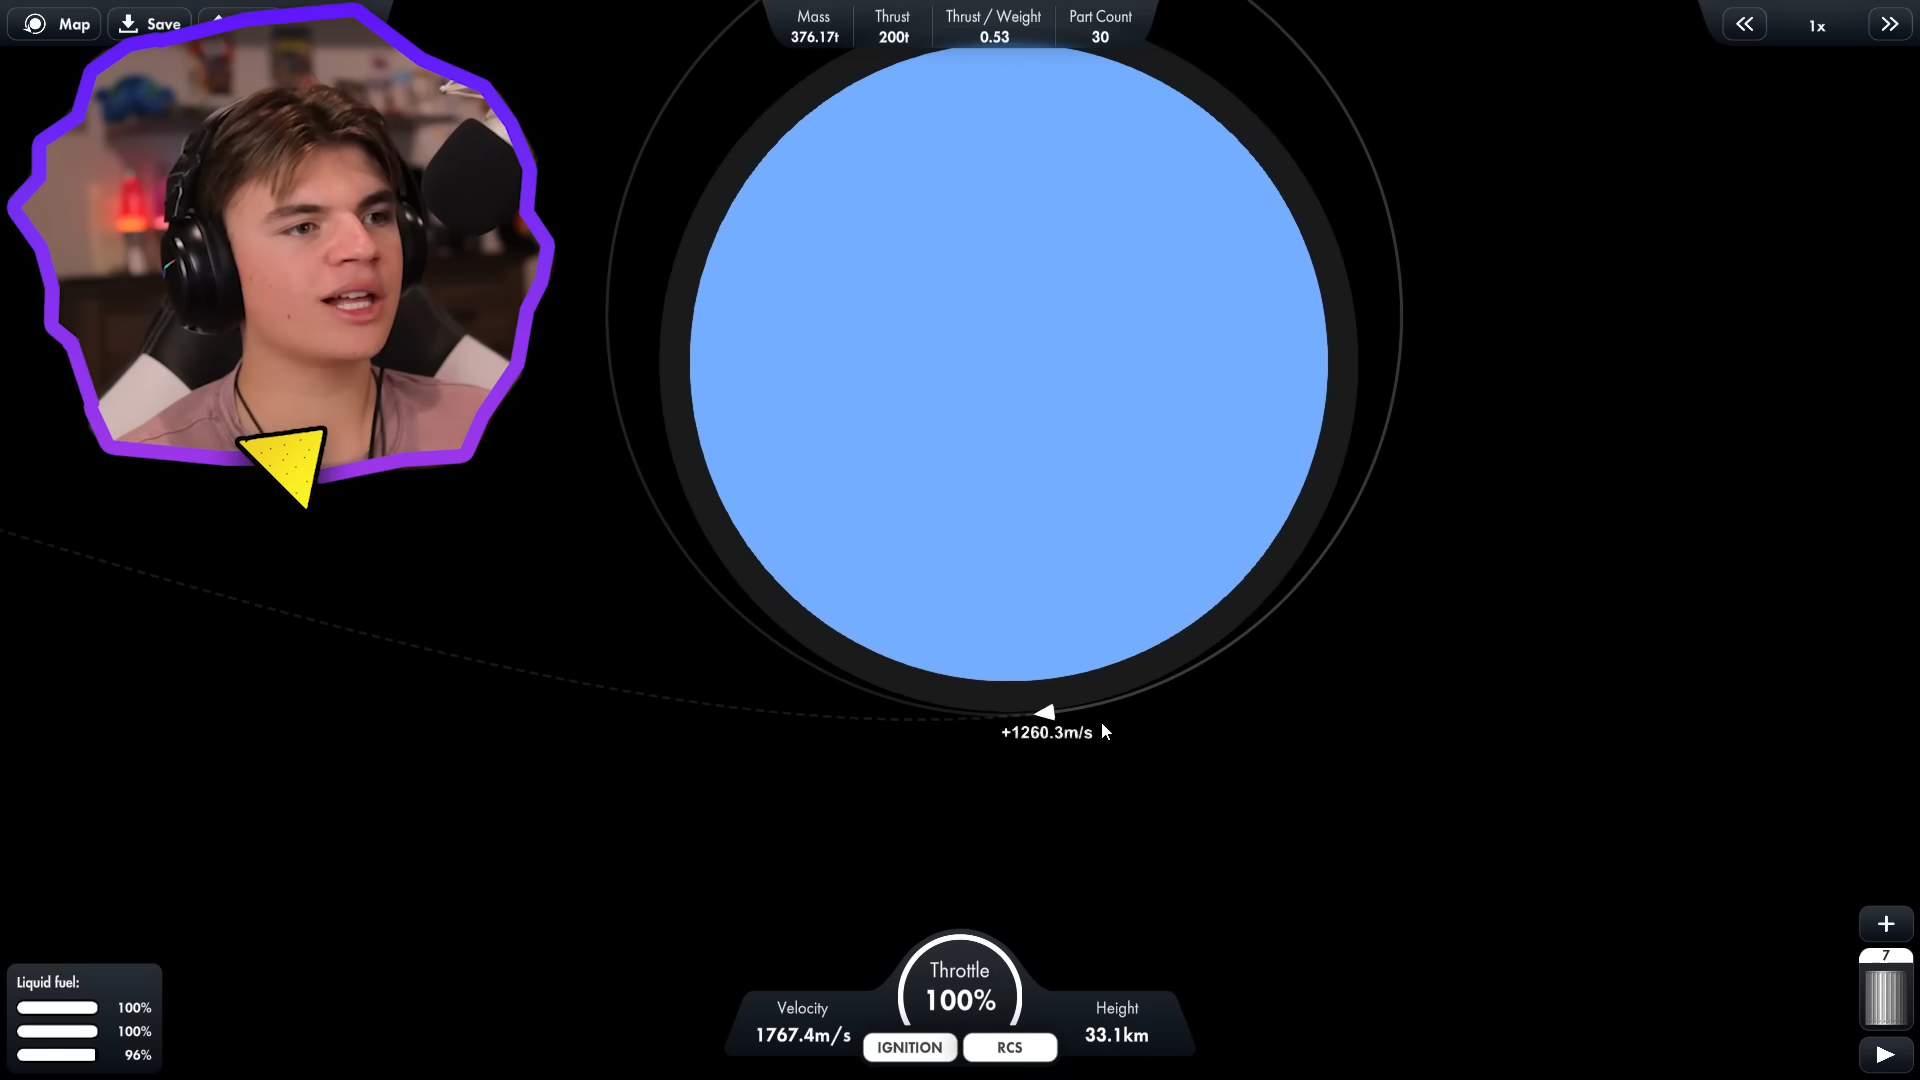 Map
Save
Mass
376.17t
Thrust
200t
Thrust / Weight
0.53
Part Count
30
1x
+1260.3m/s
Liquid fuel:
100%
100%
96%
Throttle
100%
Velocity
1767.4m/s
Height
33.1km
IGNITION
RCS
7